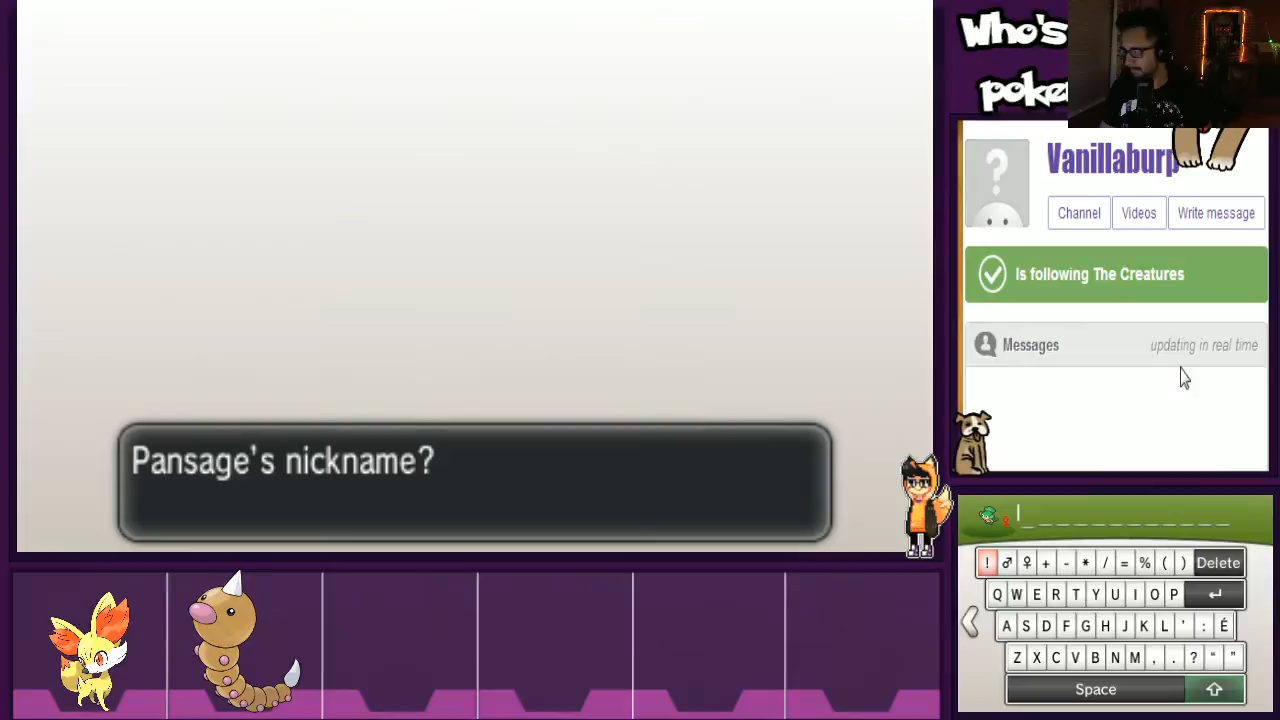 Who's
poke
Vanillaburp
Channel Videos Write message
Is following The Creatures
Messages updating in real time
Pansage's nickname?
! ♂ ♀ + - * / = % ( ) Delete
Q W E R T Y U I O P
A S D F G H J K L ' : É
Z X C V B N M , . ? “ ”
Space